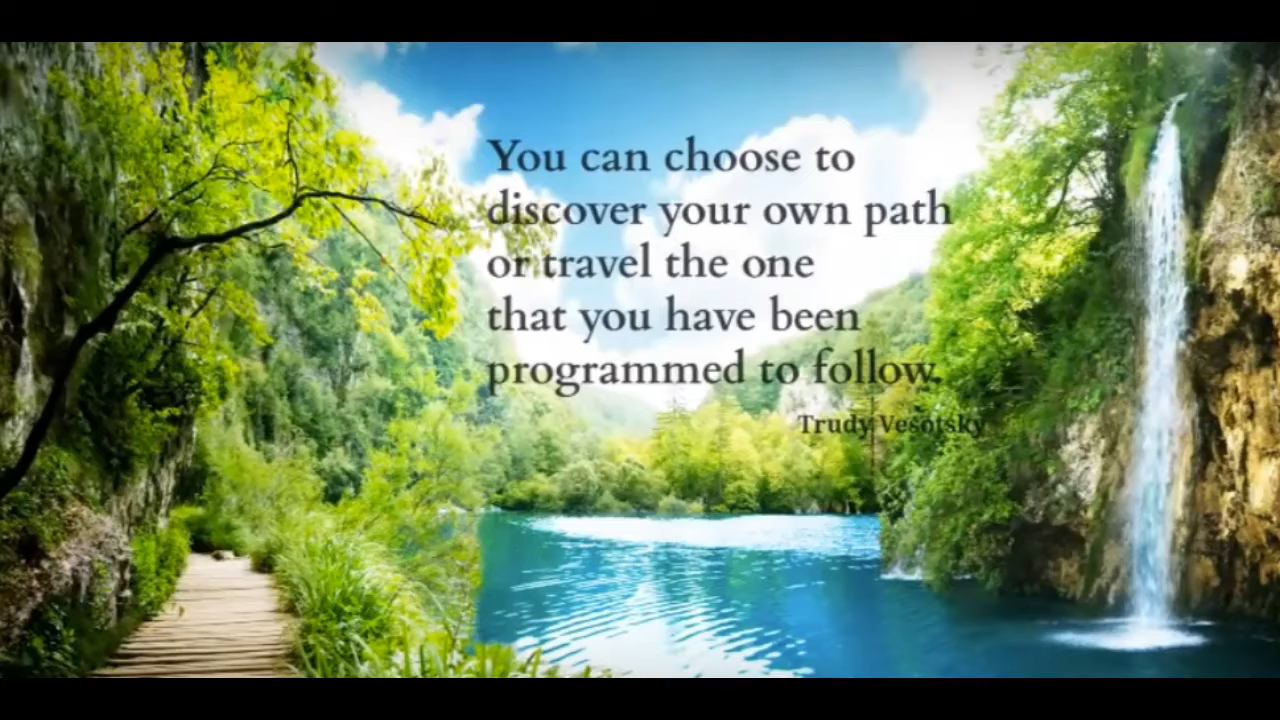 You can choose to
discover your own path
or travel the one
that you have been
programmed to follow.
Trudy Vesotsky